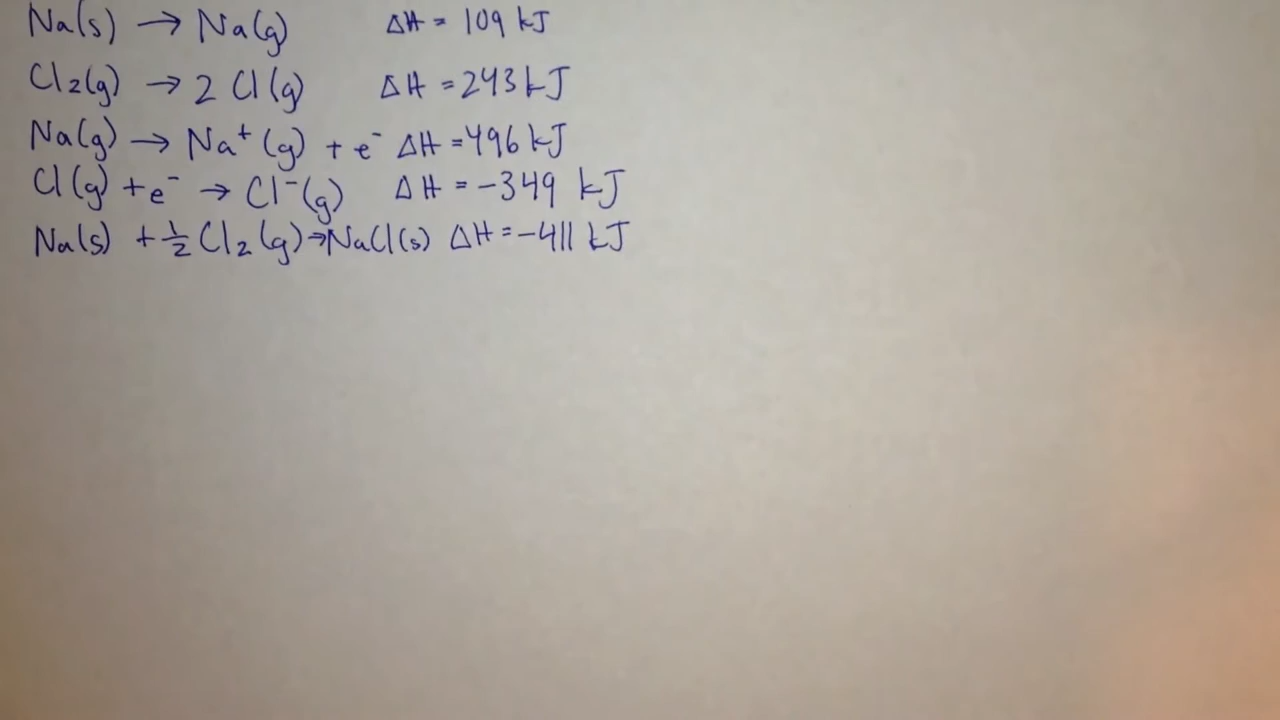 Na(s) → Na(g) ΔH = 109 kJ
Cl₂(g) → 2 Cl(g) ΔH = 243 kJ
Na(g) → Na⁺(g) + e⁻ ΔH = 496 kJ
Cl(g) + e⁻ → Cl⁻(g) ΔH = -349 kJ
Na(s) + ½ Cl₂(g) → NaCl(s) ΔH = -411 kJ